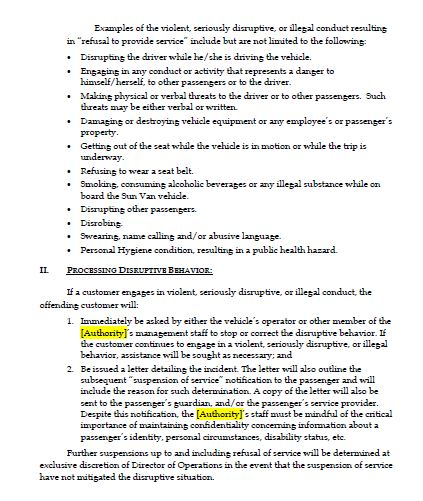 Examples of the violent, seriously disruptive, or illegal conduct resulting
in "refusal to provide service" include but are not limited to the following:
• Disrupting the driver while he/she is driving the vehicle.
• Engaging in any conduct or activity that represents a danger to
himself/herself, to other passengers or to the driver.
• Making physical or verbal threats to the driver or to other passengers. Such
threats may be either verbal or written.
• Damaging or destroying vehicle equipment or any employee's or passenger's
property.
• Getting out of the seat while the vehicle is in motion or while the trip is
underway.
• Refusing to wear a seat belt.
• Smoking, consuming alcoholic beverages or any illegal substance while on
board the Sun Van vehicle.
• Disrupting other passengers.
• Disrobing.
• Swearing, name calling and/or abusive language.
• Personal Hygiene condition, resulting in a public health hazard.
II. PROCESSING DISRUPTIVE BEHAVIOR:
If a customer engages in violent, seriously disruptive, or illegal conduct, the
offending customer will:
1. Immediately be asked by either the vehicle's operator or other member of the
[Authority]'s management staff to stop or correct the disruptive behavior. If
the customer continues to engage in a violent, seriously disruptive, or illegal
behavior, assistance will be sought as necessary; and
2. Be issued a letter detailing the incident. The letter will also outline the
subsequent "suspension of service" notification to the passenger and will
include the reason for such determination. A copy of the letter will also be
sent to the passenger's guardian, and/or the passenger's service provider.
Despite this notification, the [Authority]'s staff must be mindful of the critical
importance of maintaining confidentiality concerning information about a
passenger's identity, personal circumstances, disability status, etc.
Further suspensions up to and including refusal of service will be determined at
exclusive discretion of Director of Operations in the event that the suspension of service
have not mitigated the disruptive situation.